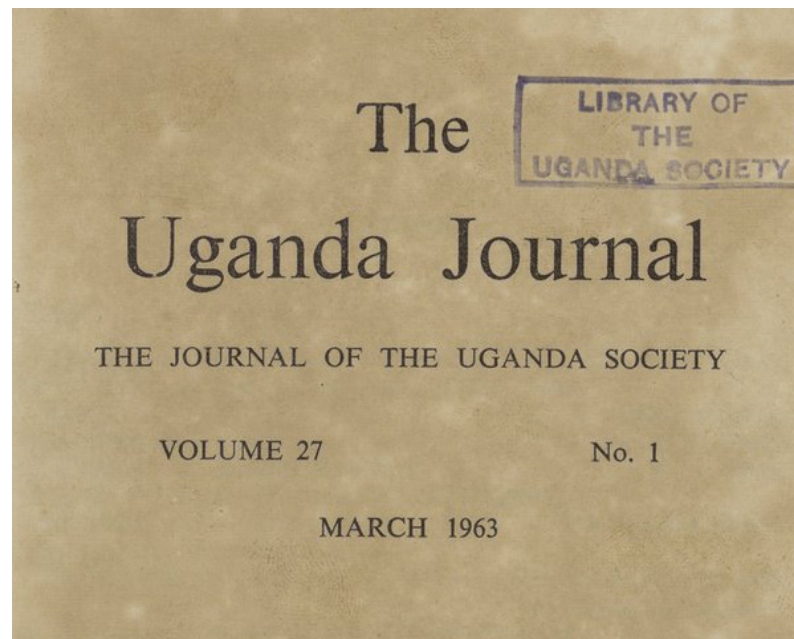 LIBRARY OF
THE
UGANDA SOCIETY
The
Uganda Journal
THE JOURNAL OF THE UGANDA SOCIETY
VOLUME 27
No. 1
MARCH 1963